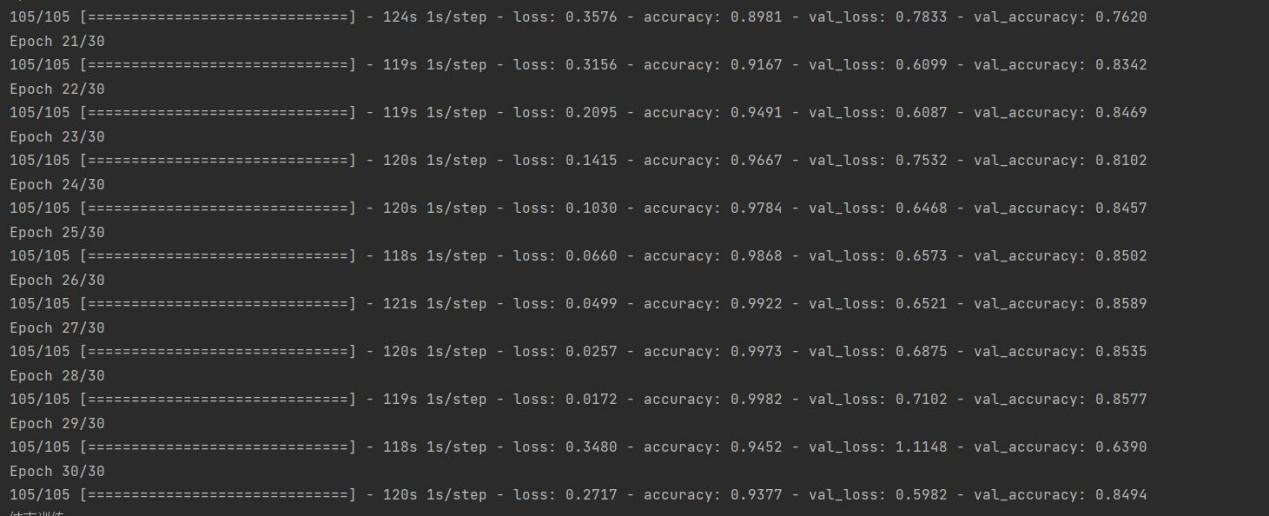 105/105 [==============================] - 124s 1s/step - loss: 0.3576 - accuracy: 0.8981 - val_loss: 0.7833 - val_accuracy: 0.7620
Epoch 21/30
105/105 [==============================] - 119s 1s/step - loss: 0.3156 - accuracy: 0.9167 - val_loss: 0.6099 - val_accuracy: 0.8342
Epoch 22/30
105/105 [==============================] - 119s 1s/step - loss: 0.2095 - accuracy: 0.9491 - val_loss: 0.6087 - val_accuracy: 0.8469
Epoch 23/30
105/105 [==============================] - 120s 1s/step - loss: 0.1415 - accuracy: 0.9667 - val_loss: 0.7532 - val_accuracy: 0.8102
Epoch 24/30
105/105 [==============================] - 120s 1s/step - loss: 0.1030 - accuracy: 0.9784 - val_loss: 0.6468 - val_accuracy: 0.8457
Epoch 25/30
105/105 [==============================] - 118s 1s/step - loss: 0.0660 - accuracy: 0.9868 - val_loss: 0.6573 - val_accuracy: 0.8502
Epoch 26/30
105/105 [==============================] - 121s 1s/step - loss: 0.0499 - accuracy: 0.9922 - val_loss: 0.6521 - val_accuracy: 0.8589
Epoch 27/30
105/105 [==============================] - 120s 1s/step - loss: 0.0257 - accuracy: 0.9973 - val_loss: 0.6875 - val_accuracy: 0.8535
Epoch 28/30
105/105 [==============================] - 119s 1s/step - loss: 0.0172 - accuracy: 0.9982 - val_loss: 0.7102 - val_accuracy: 0.8577
Epoch 29/30
105/105 [==============================] - 118s 1s/step - loss: 0.3480 - accuracy: 0.9452 - val_loss: 1.1148 - val_accuracy: 0.6390
Epoch 30/30
105/105 [==============================] - 120s 1s/step - loss: 0.2717 - accuracy: 0.9377 - val_loss: 0.5982 - val_accuracy: 0.8494